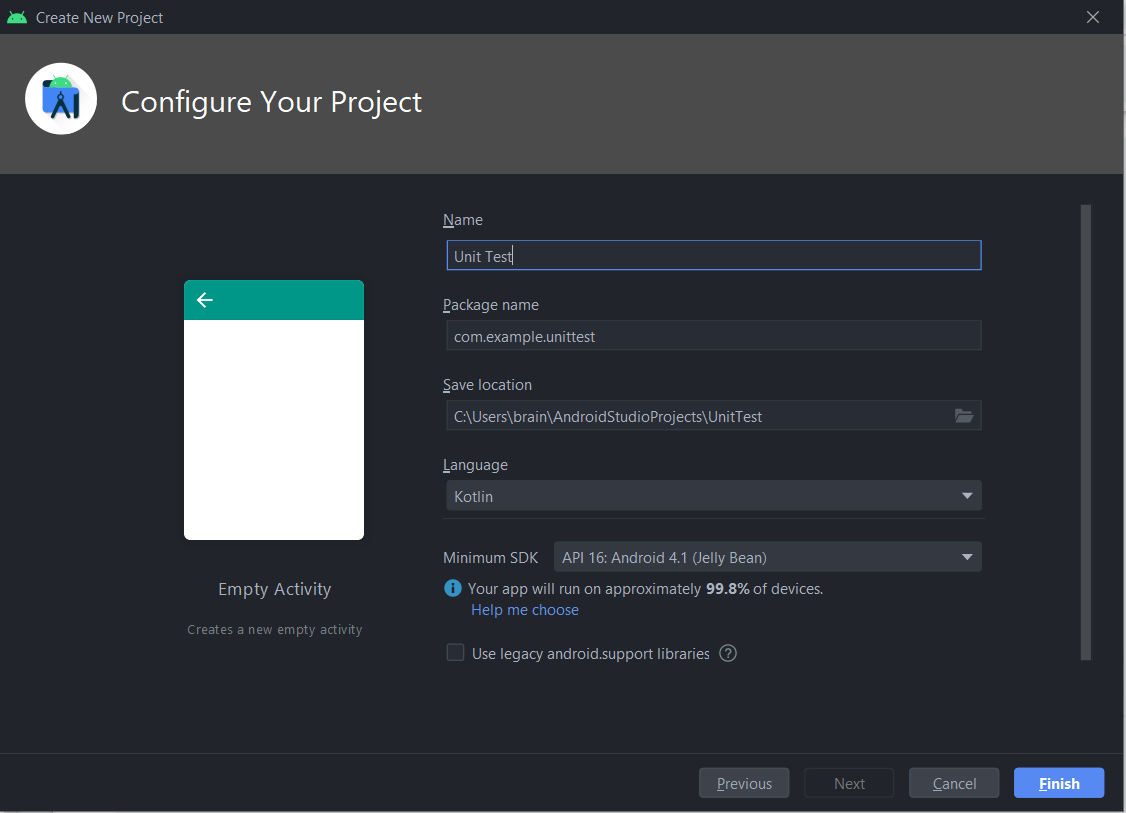 Create New Project
Configure Your Project
Name
Unit Test
Package name
com.example.unittest
Save location
C:\Users\brain\AndroidStudioProjects\UnitTest
Language
Kotlin
Minimum SDK API 16: Android 4.1 (Jelly Bean)
Your app will run on approximately 99.8% of devices.
Help me choose
Use legacy android.support libraries ?
Empty Activity
Creates a new empty activity
Previous Next Cancel Finish